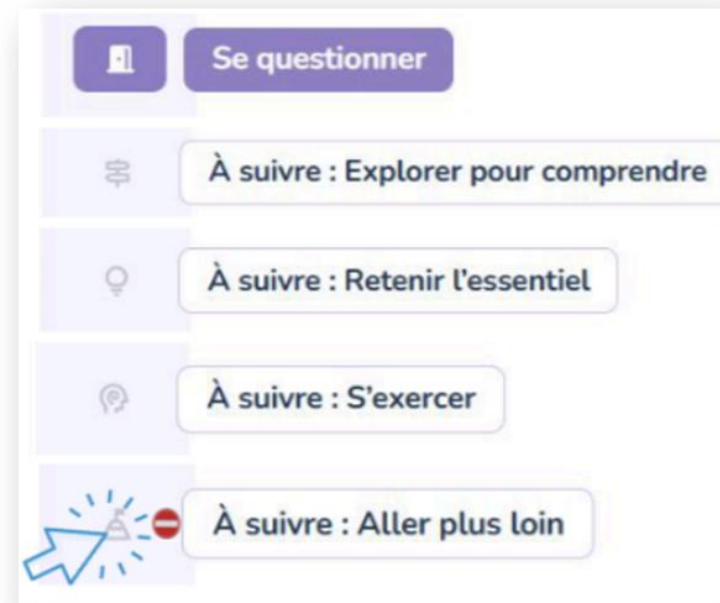 Se questionner
À suivre : Explorer pour comprendre
À suivre : Retenir l’essentiel
À suivre : S’exercer
À suivre : Aller plus loin